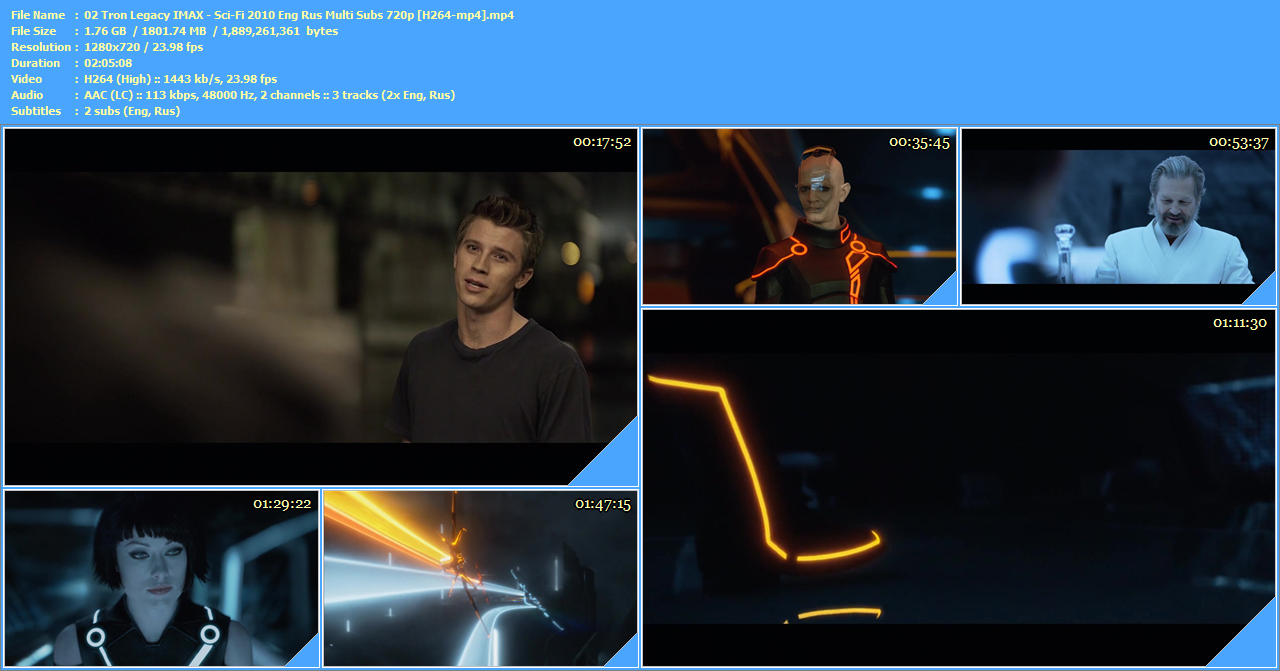 File Name : 02 Tron Legacy IMAX - Sci-Fi 2010 Eng Rus Multi Subs 720p [H264-mp4].mp4
File Size : 1.76 GB / 1801.74 MB / 1,889,261,361 bytes
Resolution : 1280x720 / 23.98 fps
Duration : 02:05:08
Video : H264 (High) :: 1443 kb/s, 23.98 fps
Audio : AAC (LC) :: 113 kbps, 48000 Hz, 2 channels :: 3 tracks (2x Eng, Rus)
Subtitles : 2 subs (Eng, Rus)
00:17:52
00:35:45
00:53:37
01:11:30
01:29:22
01:47:15